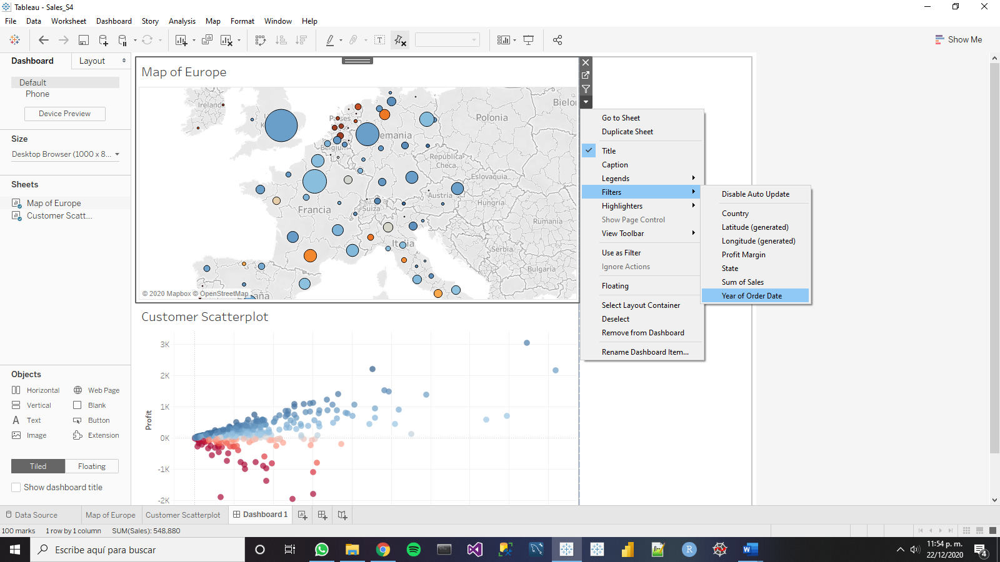 Tableau - Sales_S4
File Data Worksheet Dashboard Story Analysis Map Format Window Help
Show Me
Dashboard Layout
Default
Phone
Device Preview
Size
Desktop Browser (1000 x 8...
Sheets
Map of Europe
Customer Scatt...
Objects
Horizontal Web Page
Vertical Blank
Text Button
Image Extension
Tiled Floating
Show dashboard title
Map of Europe
Ireland
Polonia
emania
Belgium
República
Checa
Eslovaquia
Austria
Hungria
Francia
Suiza
Rumania
Italia
Serbia
Bulgaria
© 2020 Mapbox © OpenStreetMap
Customer Scatterplot
3K
2K
1K
0K
-1K
-2K
Profit
Go to Sheet
Duplicate Sheet
Title
Caption
Legends
Filters
Highlighters
Show Page Control
View Toolbar
Use as Filter
Ignore Actions
Floating
Select Layout Container
Deselect
Remove from Dashboard
Rename Dashboard Item...
Disable Auto Update
Country
Latitude (generated)
Longitude (generated)
Profit Margin
State
Sum of Sales
Year of Order Date
Data Source Map of Europe Customer Scatterplot Dashboard 1
100 marks 1 row by 1 column SUM(Sales): 548,880
Escribe aquí para buscar
11:54 p. m.
22/12/2020
4